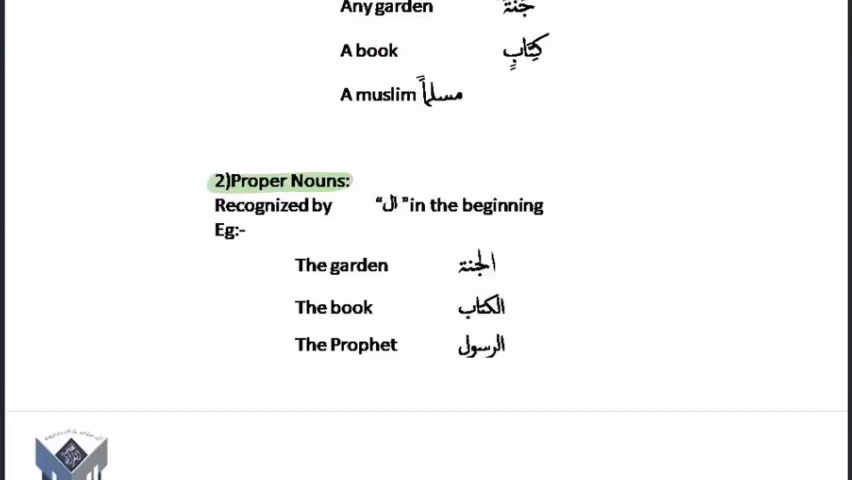 Any garden جَنَّةٌ
A book كِتَابٍ
A muslim مسلماً
2)Proper Nouns:
Recognized by “ال” in the beginning
Eg:-
The garden الجنة
The book الكتاب
The Prophet الرسول